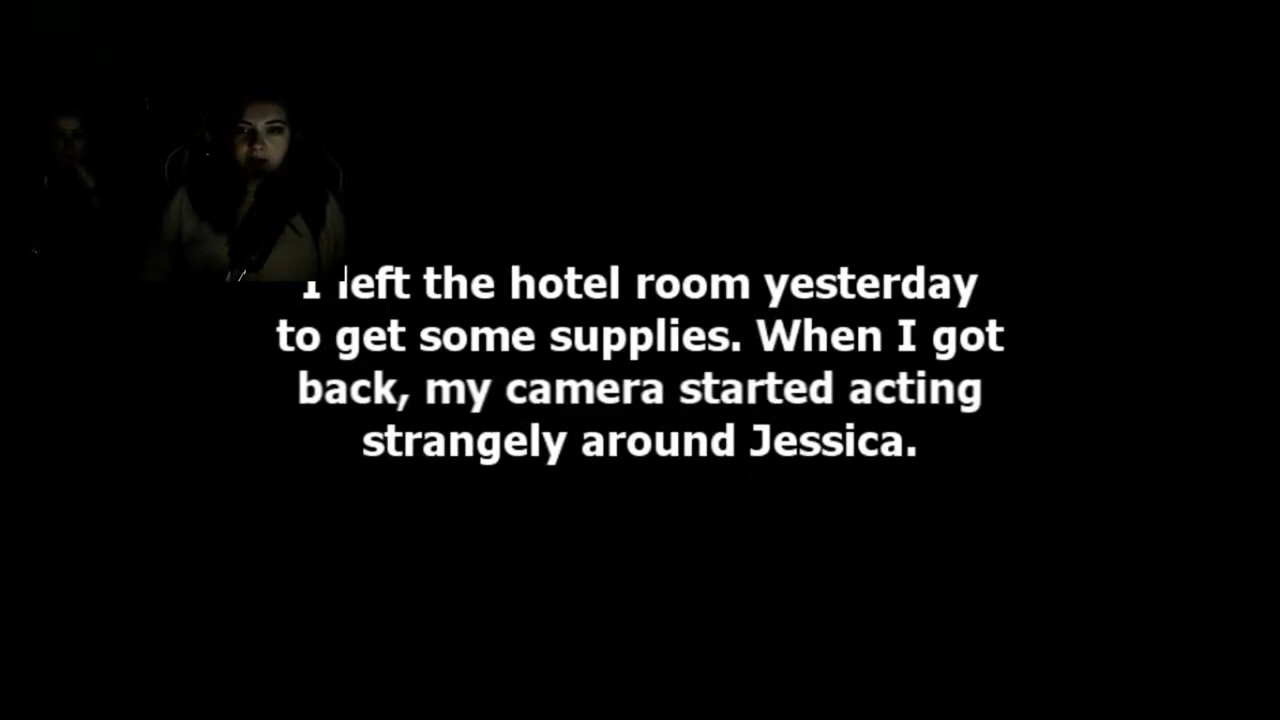 I left the hotel room yesterday
to get some supplies. When I got
back, my camera started acting
strangely around Jessica.